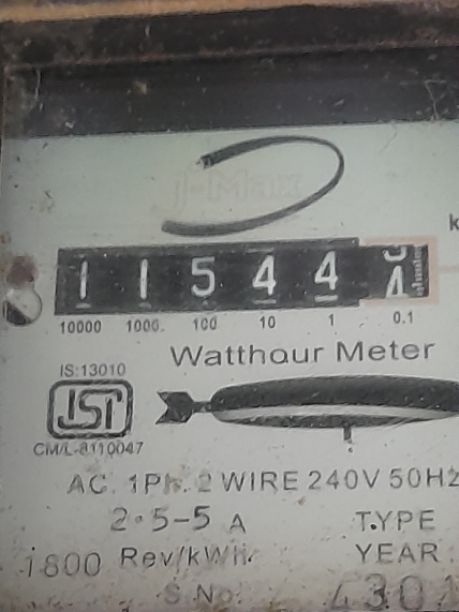 J-Max
k
1 1 5 4 4
10000 1000. 100 10 1 0.1
Watthour Meter
IS:13010
ISI
CM/L-8110047
AC. 1Ph. 2 WIRE 240V 50Hz
2·5-5 A TYPE
1800 Rev/kWh. YEAR
S.No.